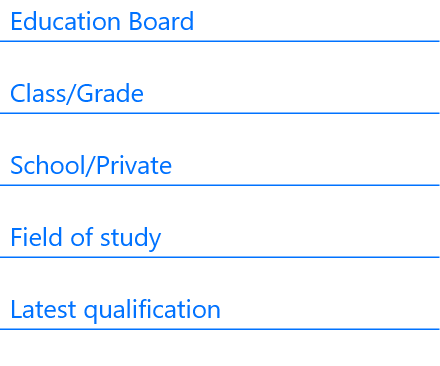 Education Board
Class/Grade
School/Private
Field of study
Latest qualification